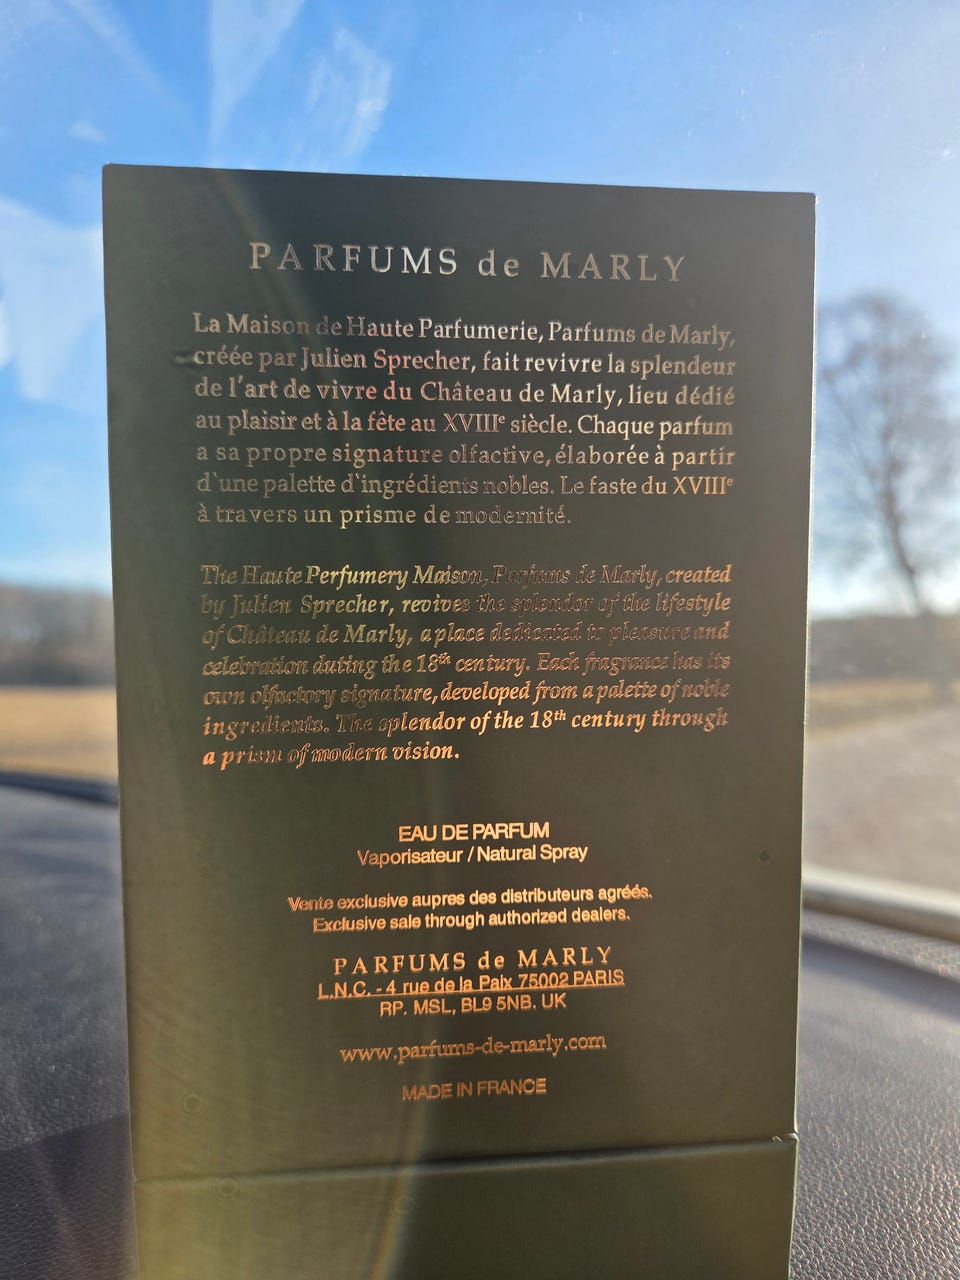 PARFUMS de MARLY
La Maison de Haute Parfumerie, Parfums de Marly,
créée par Julien Sprecher, fait revivre la splendeur
de l'art de vivre du Château de Marly, lieu dédié
au plaisir et à la fête au XVIIIᵉ siècle. Chaque parfum
a sa propre signature olfactive, élaborée à partir
d`une palette d`ingrédients nobles. Le faste du XVIIIᵉ
à travers un prisme de modernité.
The Haute Perfumery Maison, Parfums de Marly, created
by Julien Sprecher, revives the splendor of the lifestyle
of Château de Marly, a place dedicated to pleasure and
celebration duting the 18ᵗʰ century. Each fragrance has its
own olfactory signature, developed from a palette of noble
ingredients. The splendor of the 18ᵗʰ century through
a prism of modern vision.
EAU DE PARFUM
Vaporisateur / Natural Spray
Vente exclusive aupres des distributeurs agréés.
Exclusive sale through authorized dealers.
PARFUMS de MARLY
L.N.C. - 4 rue de la Paix 75002 PARIS
RP. MSL, BL9 5NB. UK
www.parfums-de-marly.com
MADE IN FRANCE